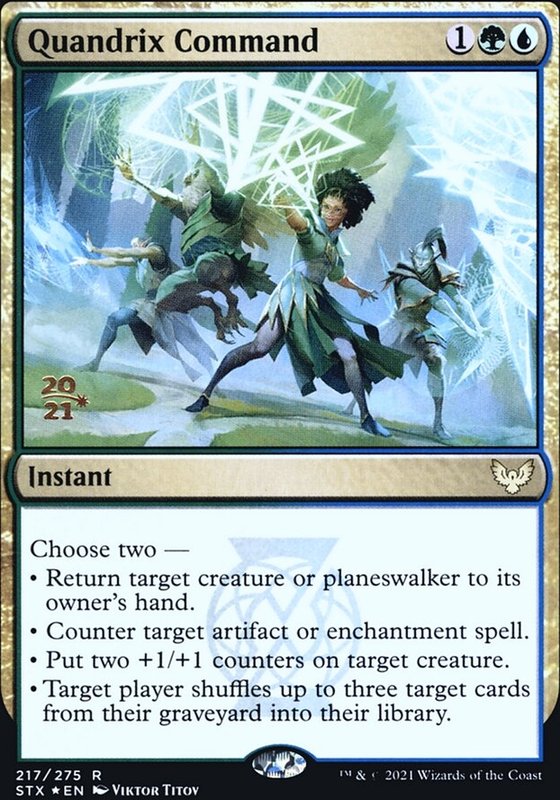 Quandrix Command 1
20
21
Instant
Choose two —
• Return target creature or planeswalker to its
owner's hand.
• Counter target artifact or enchantment spell.
• Put two +1/+1 counters on target creature.
• Target player shuffles up to three target cards
from their graveyard into their library.
217/275 R
STX ★ EN Viktor Titov
™ & © 2021 Wizards of the Coast